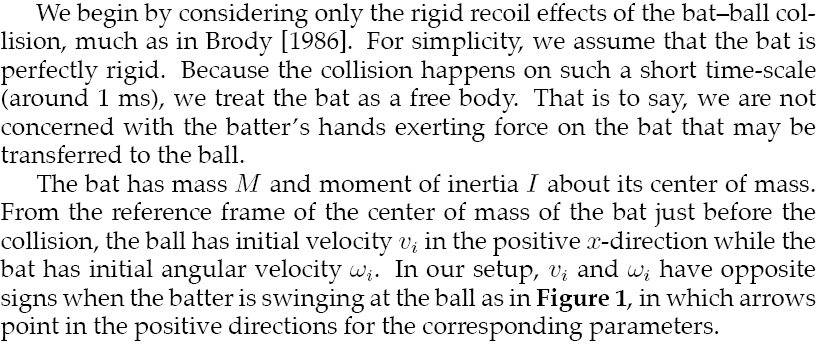 We begin by considering only the rigid recoil effects of the bat–ball col-
lision, much as in Brody [1986]. For simplicity, we assume that the bat is
perfectly rigid. Because the collision happens on such a short time-scale
(around 1 ms), we treat the bat as a free body. That is to say, we are not
concerned with the batter's hands exerting force on the bat that may be
transferred to the ball.
The bat has mass M and moment of inertia I about its center of mass.
From the reference frame of the center of mass of the bat just before the
collision, the ball has initial velocity vᵢ in the positive x-direction while the
bat has initial angular velocity ωᵢ. In our setup, vᵢ and ωᵢ have opposite
signs when the batter is swinging at the ball as in Figure 1, in which arrows
point in the positive directions for the corresponding parameters.